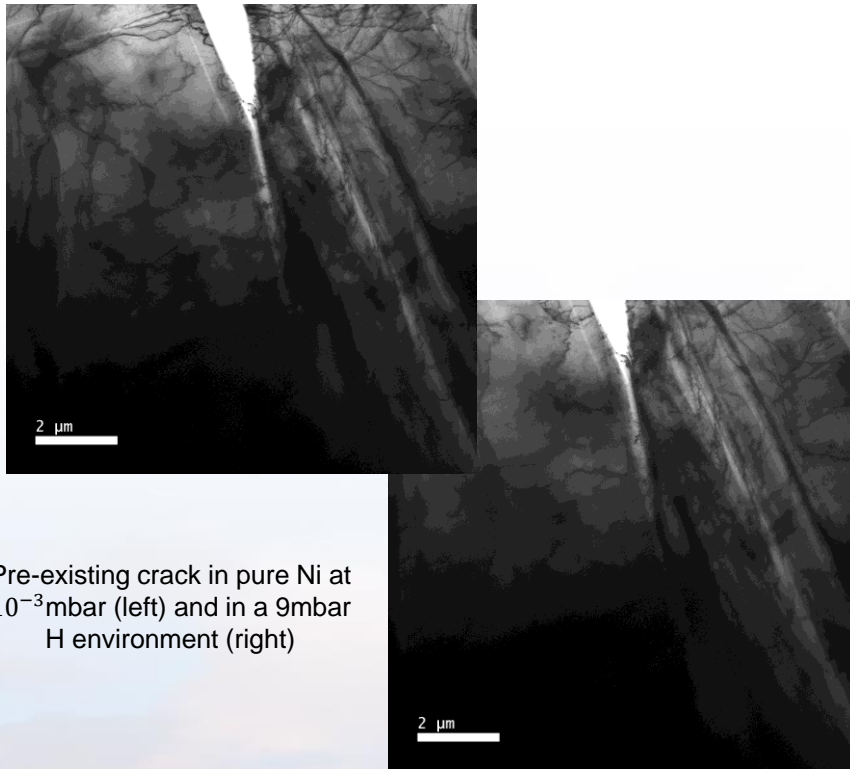 2 μm
Pre-existing crack in pure Ni at
10⁻³mbar (left) and in a 9mbar
H environment (right)
2 μm